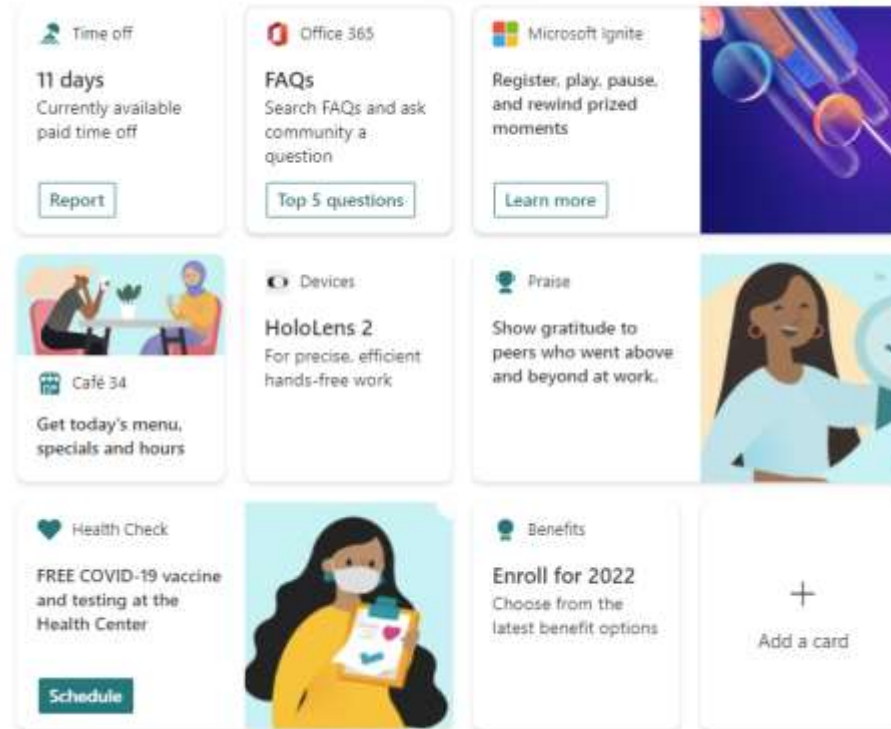 Time off
11 days
Currently available
paid time off
Report
Office 365
FAQs
Search FAQs and ask
community a
question
Top 5 questions
Microsoft Ignite
Register, play, pause,
and rewind prized
moments
Learn more
Café 34
Get today's menu,
specials and hours
Devices
HoloLens 2
For precise, efficient
hands-free work
Praise
Show gratitude to
peers who went above
and beyond at work.
Health Check
FREE COVID-19 vaccine
and testing at the
Health Center
Schedule
Benefits
Enroll for 2022
Choose from the
latest benefit options
+
Add a card